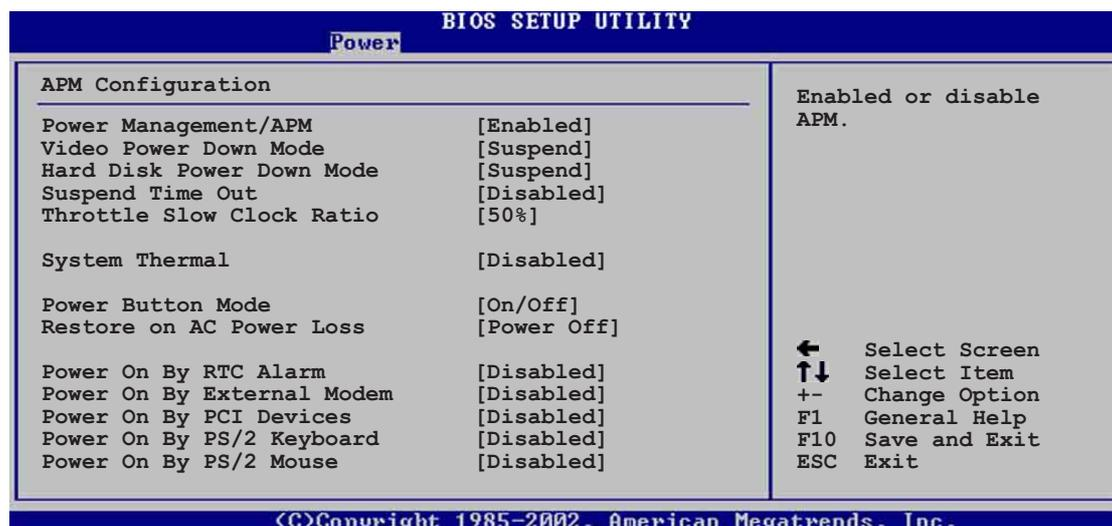 BIOS SETUP UTILITY
Power
APM Configuration
Power Management/APM [Enabled]
Video Power Down Mode [Suspend]
Hard Disk Power Down Mode [Suspend]
Suspend Time Out [Disabled]
Throttle Slow Clock Ratio [50%]
System Thermal [Disabled]
Power Button Mode [On/Off]
Restore on AC Power Loss [Power Off]
Power On By RTC Alarm [Disabled]
Power On By External Modem [Disabled]
Power On By PCI Devices [Disabled]
Power On By PS/2 Keyboard [Disabled]
Power On By PS/2 Mouse [Disabled]
Enabled or disable
APM.
← Select Screen
↑↓ Select Item
+- Change Option
F1 General Help
F10 Save and Exit
ESC Exit
(C)Copyright 1985-2002, American Megatrends, Inc.